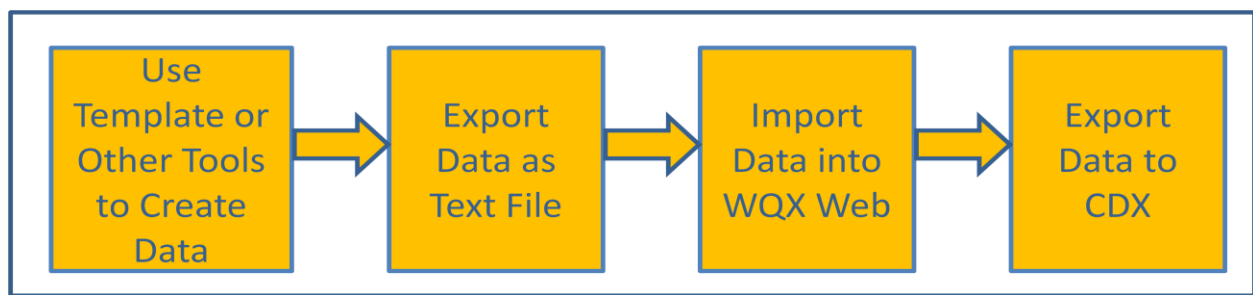 Use
Template or
Other Tools
to Create
Data
Export
Data as
Text File
Import
Data into
WQX Web
Export
Data to
CDX